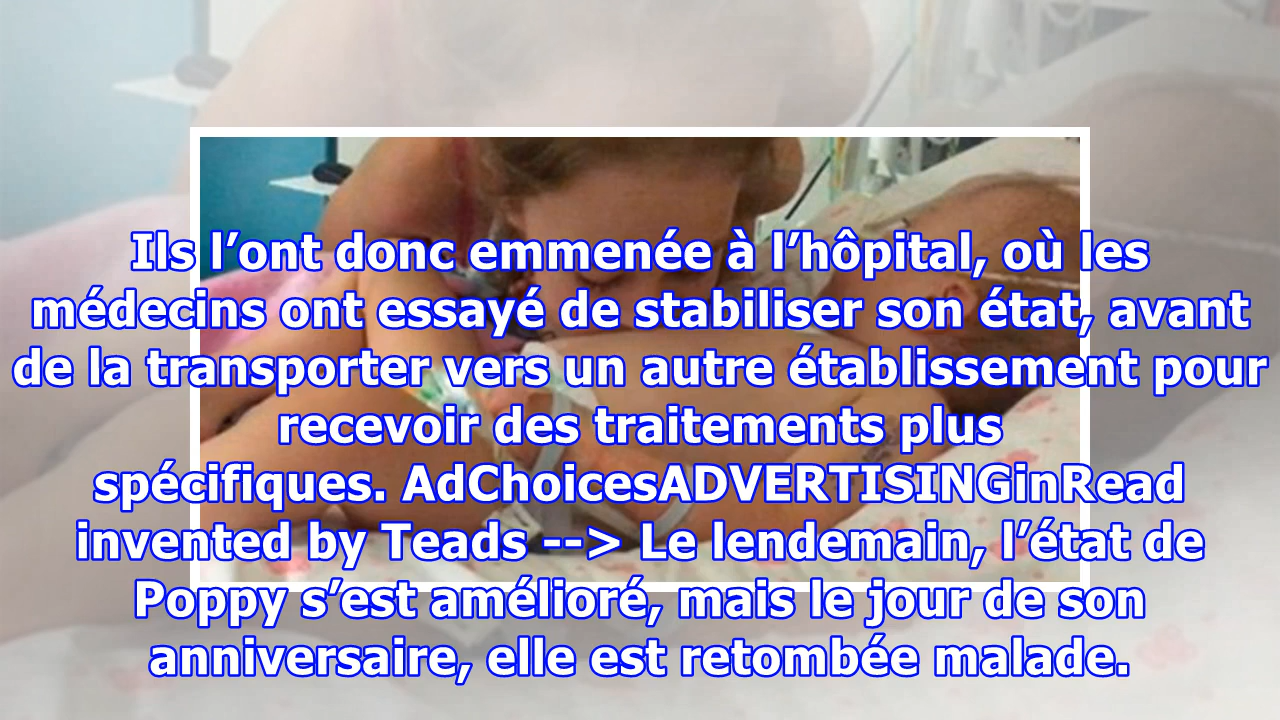 Ils l’ont donc emmenée à l’hôpital, où les
médecins ont essayé de stabiliser son état, avant
de la transporter vers un autre établissement pour
recevoir des traitements plus
spécifiques. AdChoicesADVERTISINGinRead
invented by Teads --> Le lendemain, l’état de
Poppy s’est amélioré, mais le jour de son
anniversaire, elle est retombée malade.